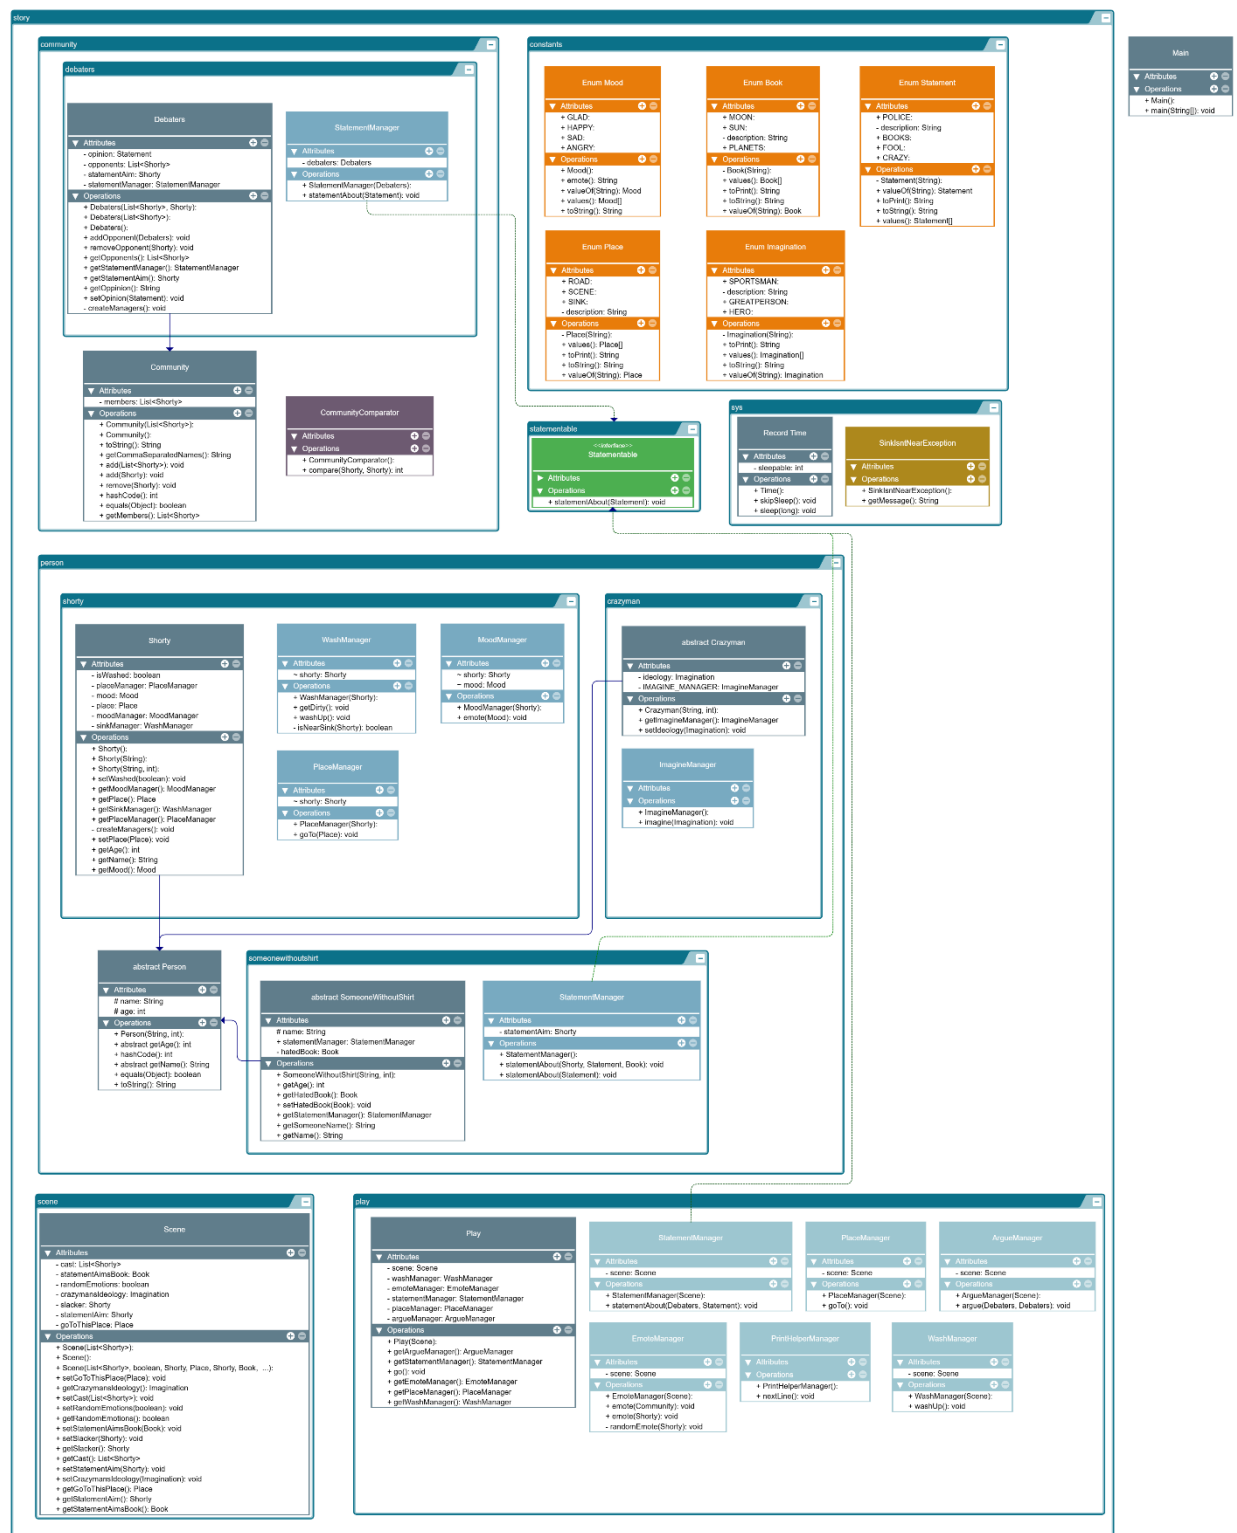 story
community
debaters
Debaters
Attributes
- opinion: Statement
- opponents: List<Shorty>
- statementAim: Shorty
- statementManager: StatementManager
Operations
+ Debaters(List<Shorty>, Shorty):
+ Debaters(List<Shorty>):
+ Debaters():
+ addOpponent(Debaters): void
+ removeOpponent(Shorty): void
+ getOpponents(): List<Shorty>
+ getStatementManager(): StatementManager
+ getStatementAim(): Shorty
+ getOppinion(): String
+ setOpinion(Statement): void
- createManagers(): void
StatementManager
Attributes
- debaters: Debaters
Operations
+ StatementManager(Debaters):
+ statementAbout(Statement): void
Community
Attributes
- members: List<Shorty>
Operations
+ Community(List<Shorty>):
+ Community():
+ toString(): String
+ getCommaSeparatedNames(): String
+ add(List<Shorty>): void
+ add(Shorty): void
+ remove(Shorty): void
+ hashCode(): int
+ equals(Object): boolean
+ getMembers(): List<Shorty>
CommunityComparator
Attributes
Operations
+ CommunityComparator():
+ compare(Shorty, Shorty): int
constants
Enum Mood
Attributes
+ GLAD:
+ HAPPY:
+ SAD:
+ ANGRY:
Operations
+ Mood():
+ emote(): String
+ valueOf(String): Mood
+ values(): Mood[]
+ toString(): String
Enum Book
Attributes
+ MOON:
+ SUN:
- description: String
+ PLANETS:
Operations
- Book(String):
+ values(): Book[]
+ toPrint(): String
+ toString(): String
+ valueOf(String): Book
Enum Statement
Attributes
+ POLICE:
- description: String
+ BOOKS:
+ FOOL:
+ CRAZY:
Operations
- Statement(String):
+ valueOf(String): Statement
+ toPrint(): String
+ toString(): String
+ values(): Statement[]
Enum Place
Attributes
+ ROAD:
+ SCENE:
+ SINK:
- description: String
Operations
- Place(String):
+ values(): Place[]
+ toPrint(): String
+ toString(): String
+ valueOf(String): Place
Enum Imagination
Attributes
+ SPORTSMAN:
- description: String
+ GREATPERSON:
+ HERO:
Operations
- Imagination(String):
+ toPrint(): String
+ values(): Imagination[]
+ toString(): String
+ valueOf(String): Imagination
Main
Attributes
Operations
+ Main():
+ main(String[]): void
statementable
<<interface>>
Statementable
Attributes
Operations
+ statementAbout(Statement): void
sys
Record Time
Attributes
- sleepable: int
Operations
+ Time():
+ skipSleep(): void
+ sleep(long): void
SinkIsntNearException
Attributes
Operations
+ SinkIsntNearException():
+ getMessage(): String
person
shorty
Shorty
Attributes
- isWashed: boolean
- placeManager: PlaceManager
- mood: Mood
- place: Place
- moodManager: MoodManager
- sinkManager: WashManager
Operations
+ Shorty():
+ Shorty(String):
+ Shorty(String, int):
+ setWashed(boolean): void
+ getMoodManager(): MoodManager
+ getPlace(): Place
+ getSinkManager(): WashManager
+ getPlaceManager(): PlaceManager
- createManagers(): void
+ setPlace(Place): void
+ getAge(): int
+ getName(): String
+ getMood(): Mood
WashManager
Attributes
~ shorty: Shorty
Operations
+ WashManager(Shorty):
+ getDirty(): void
+ washUp(): void
- isNearSink(Shorty): boolean
MoodManager
Attributes
~ shorty: Shorty
~ mood: Mood
Operations
+ MoodManager(Shorty):
+ emote(Mood): void
PlaceManager
Attributes
~ shorty: Shorty
Operations
+ PlaceManager(Shorty):
+ goTo(Place): void
crazyman
abstract Crazyman
Attributes
- ideology: Imagination
- IMAGINE_MANAGER: ImagineManager
Operations
+ Crazyman(String, int):
+ getImagineManager(): ImagineManager
+ setIdeology(Imagination): void
ImagineManager
Attributes
Operations
+ ImagineManager():
+ imagine(Imagination): void
abstract Person
Attributes
# name: String
# age: int
Operations
+ Person(String, int):
+ abstract getAge(): int
+ hashCode(): int
+ abstract getName(): String
+ equals(Object): boolean
+ toString(): String
someonewithoutshirt
abstract SomeoneWithoutShirt
Attributes
# name: String
+ statementManager: StatementManager
- hatedBook: Book
Operations
+ SomeoneWithoutShirt(String, int):
+ getAge(): int
+ getHatedBook(): Book
+ setHatedBook(Book): void
+ getStatementManager(): StatementManager
+ getSomeoneName(): String
+ getName(): String
StatementManager
Attributes
- statementAim: Shorty
Operations
+ StatementManager():
+ statementAbout(Shorty, Statement, Book): void
+ statementAbout(Statement): void
scene
Scene
Attributes
- cast: List<Shorty>
- statementAimsBook: Book
- randomEmotions: boolean
- crazymansIdeology: Imagination
- slacker: Shorty
- statementAim: Shorty
- goToThisPlace: Place
Operations
+ Scene(List<Shorty>):
+ Scene():
+ Scene(List<Shorty>, boolean, Shorty, Place, Shorty, Book, ...):
+ setGoToThisPlace(Place): void
+ getCrazymansIdeology(): Imagination
+ setCast(List<Shorty>): void
+ setRandomEmotions(boolean): void
+ getRandomEmotions(): boolean
+ setStatementAimsBook(Book): void
+ setSlacker(Shorty): void
+ getSlacker(): Shorty
+ getCast(): List<Shorty>
+ setStatementAim(Shorty): void
+ setCrazymansIdeology(Imagination): void
+ getGoToThisPlace(): Place
+ getStatementAim(): Shorty
+ getStatementAimsBook(): Book
play
Play
Attributes
- scene: Scene
- washManager: WashManager
- emoteManager: EmoteManager
- statementManager: StatementManager
- placeManager: PlaceManager
- argueManager: ArgueManager
Operations
+ Play(Scene):
+ getArgueManager(): ArgueManager
+ getStatementManager(): StatementManager
+ go(): void
+ getEmoteManager(): EmoteManager
+ getPlaceManager(): PlaceManager
+ getWashManager(): WashManager
StatementManager
Attributes
- scene: Scene
Operations
+ StatementManager(Scene):
+ statementAbout(Debaters, Statement): void
PlaceManager
Attributes
- scene: Scene
Operations
+ PlaceManager(Scene):
+ goTo(): void
ArgueManager
Attributes
- scene: Scene
Operations
+ ArgueManager(Scene):
+ argue(Debaters, Debaters): void
EmoteManager
Attributes
- scene: Scene
Operations
+ EmoteManager(Scene):
+ emote(Community): void
+ emote(Shorty): void
- randomEmote(Shorty): void
PrintHelperManager
Attributes
Operations
+ PrintHelperManager():
+ nextLine(): void
WashManager
Attributes
- scene: Scene
Operations
+ WashManager(Scene):
+ washUp(): void